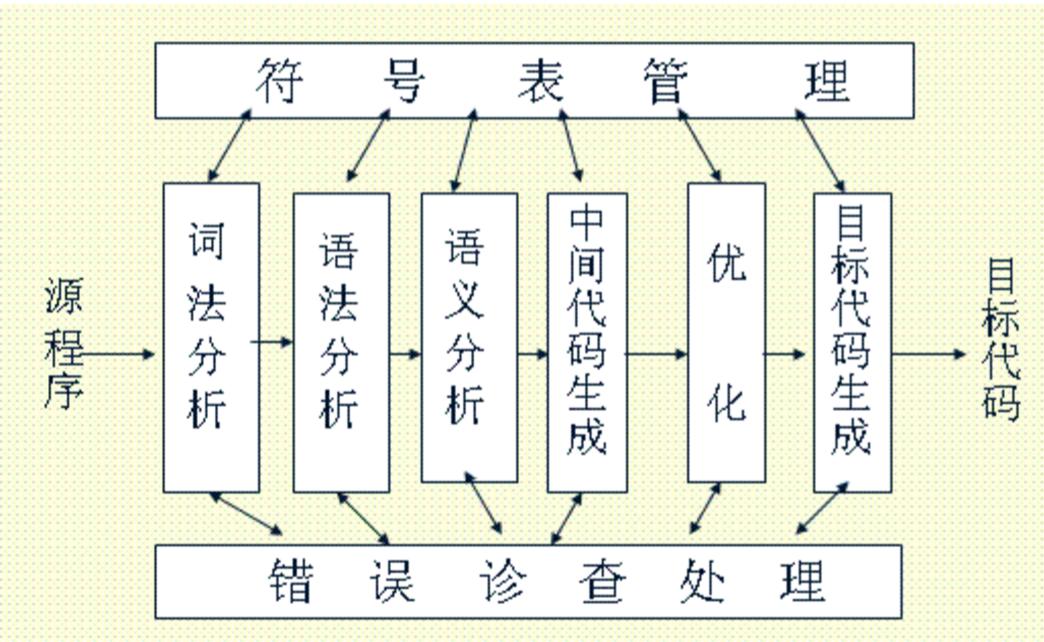 符号表管理
源程序
词法分析
语法分析
语义分析
中间代码生成
优化
目标代码生成
目标代码
错误诊查处理